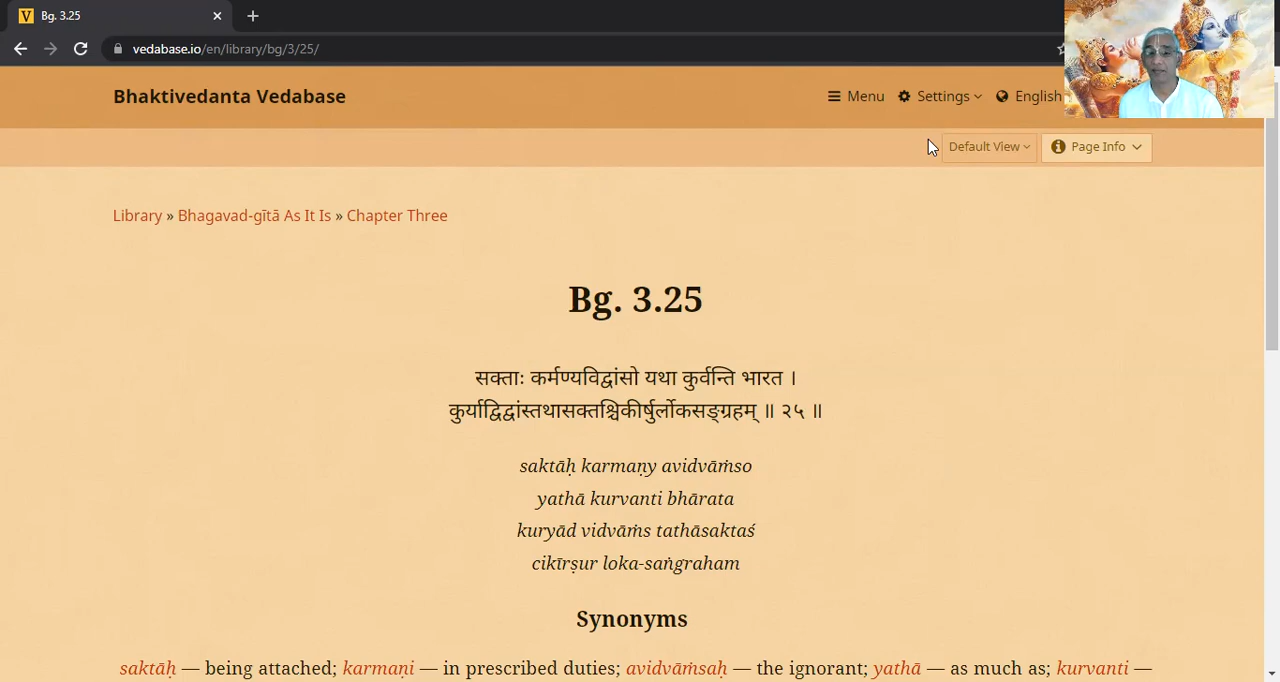 Bg. 3.25
vedabase.io/en/library/bg/3/25/
Bhaktivedanta Vedabase
Menu Settings English
Default View Page Info
Library » Bhagavad-gītā As It Is » Chapter Three
Bg. 3.25
सक्ताः कर्मण्यविद्वांसो यथा कुर्वन्ति भारत ।
कुर्याद्विद्वांस्तथासक्तश्चिकीर्षुर्लोकसङ्ग्रहम् ॥ २५ ॥
saktāḥ karmaṇy avidvāṁso
yathā kurvanti bhārata
kuryād vidvāṁs tathāsaktaś
cikīrṣur loka-saṅgraham
Synonyms
saktāḥ — being attached; karmaṇi — in prescribed duties; avidvāṁsaḥ — the ignorant; yathā — as much as; kurvanti —